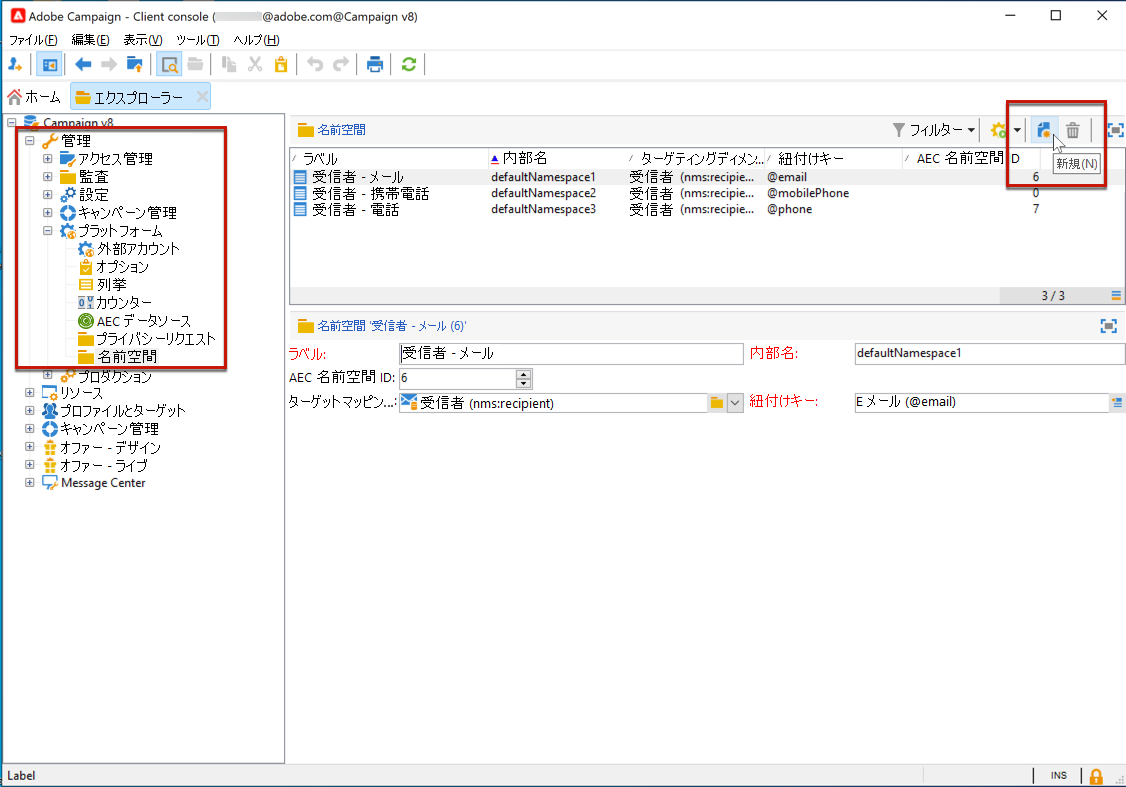 Adobe Campaign - Client console (@adobe.com@Campaign v8)
ファイル(F) 編集(E) 表示(V) ツール(T) ヘルプ(H)
ホーム エクスプローラー
Campaign v8
管理
アクセス管理
監査
設定
キャンペーン管理
プラットフォーム
外部アカウント
オプション
列挙
カウンター
AEC データソース
プライバシーリクエスト
名前空間
プロダクション
リソース
プロファイルとターゲット
キャンペーン管理
オファー - デザイン
オファー - ライブ
Message Center
名前空間 フィルター
新規(N)
ラベル 内部名 ターゲティングディメン... 紐付けキー AEC 名前空間 ID
受信者 - メール defaultNamespace1 受信者 (nms:recipie... @email 6
受信者 - 携帯電話 defaultNamespace2 受信者 (nms:recipie... @mobilePhone 0
受信者 - 電話 defaultNamespace3 受信者 (nms:recipie... @phone 7
3 / 3
名前空間 '受信者 - メール (6)'
ラベル: 受信者 - メール 内部名: defaultNamespace1
AEC 名前空間 ID: 6
ターゲットマッピン...: 受信者 (nms:recipient) 紐付けキー: E メール (@email)
Label INS